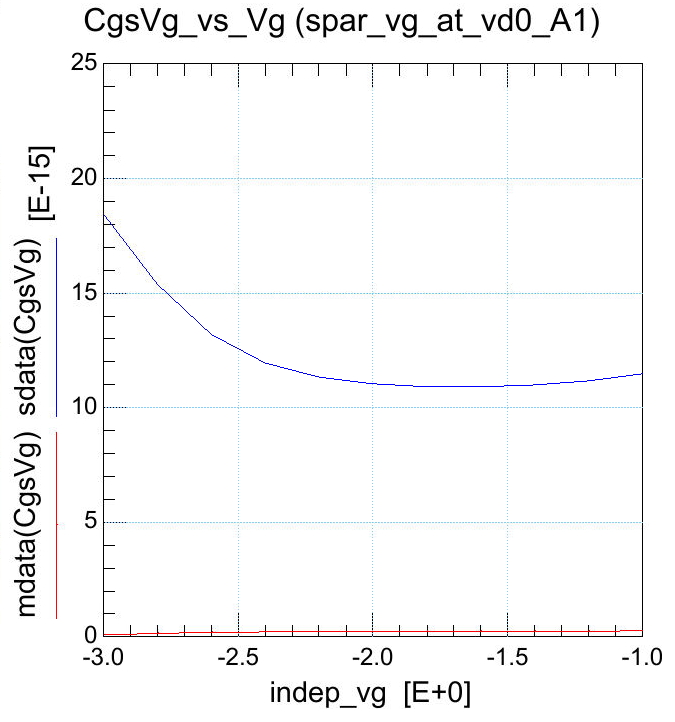 CgsVg_vs_Vg (spar_vg_at_vd0_A1)
mdata(CgsVg) sdata(CgsVg) [E-15]
25
20
15
10
5
0
-3.0 -2.5 -2.0 -1.5 -1.0
indep_vg [E+0]